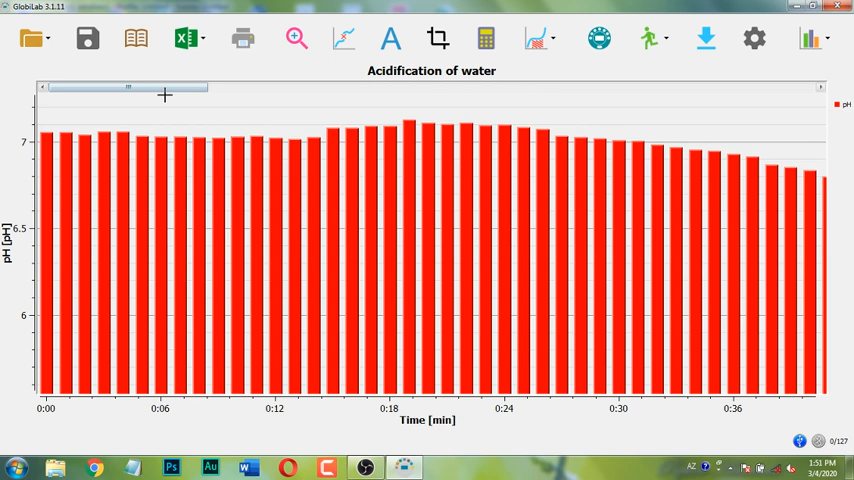 GlobiLab 3.1.11
Acidification of water
pH
7
6.5
6
pH [pH]
0:00 0:06 0:12 0:18 0:24 0:30 0:36
Time [min]
0/127
AZ 1:51 PM
3/4/2020